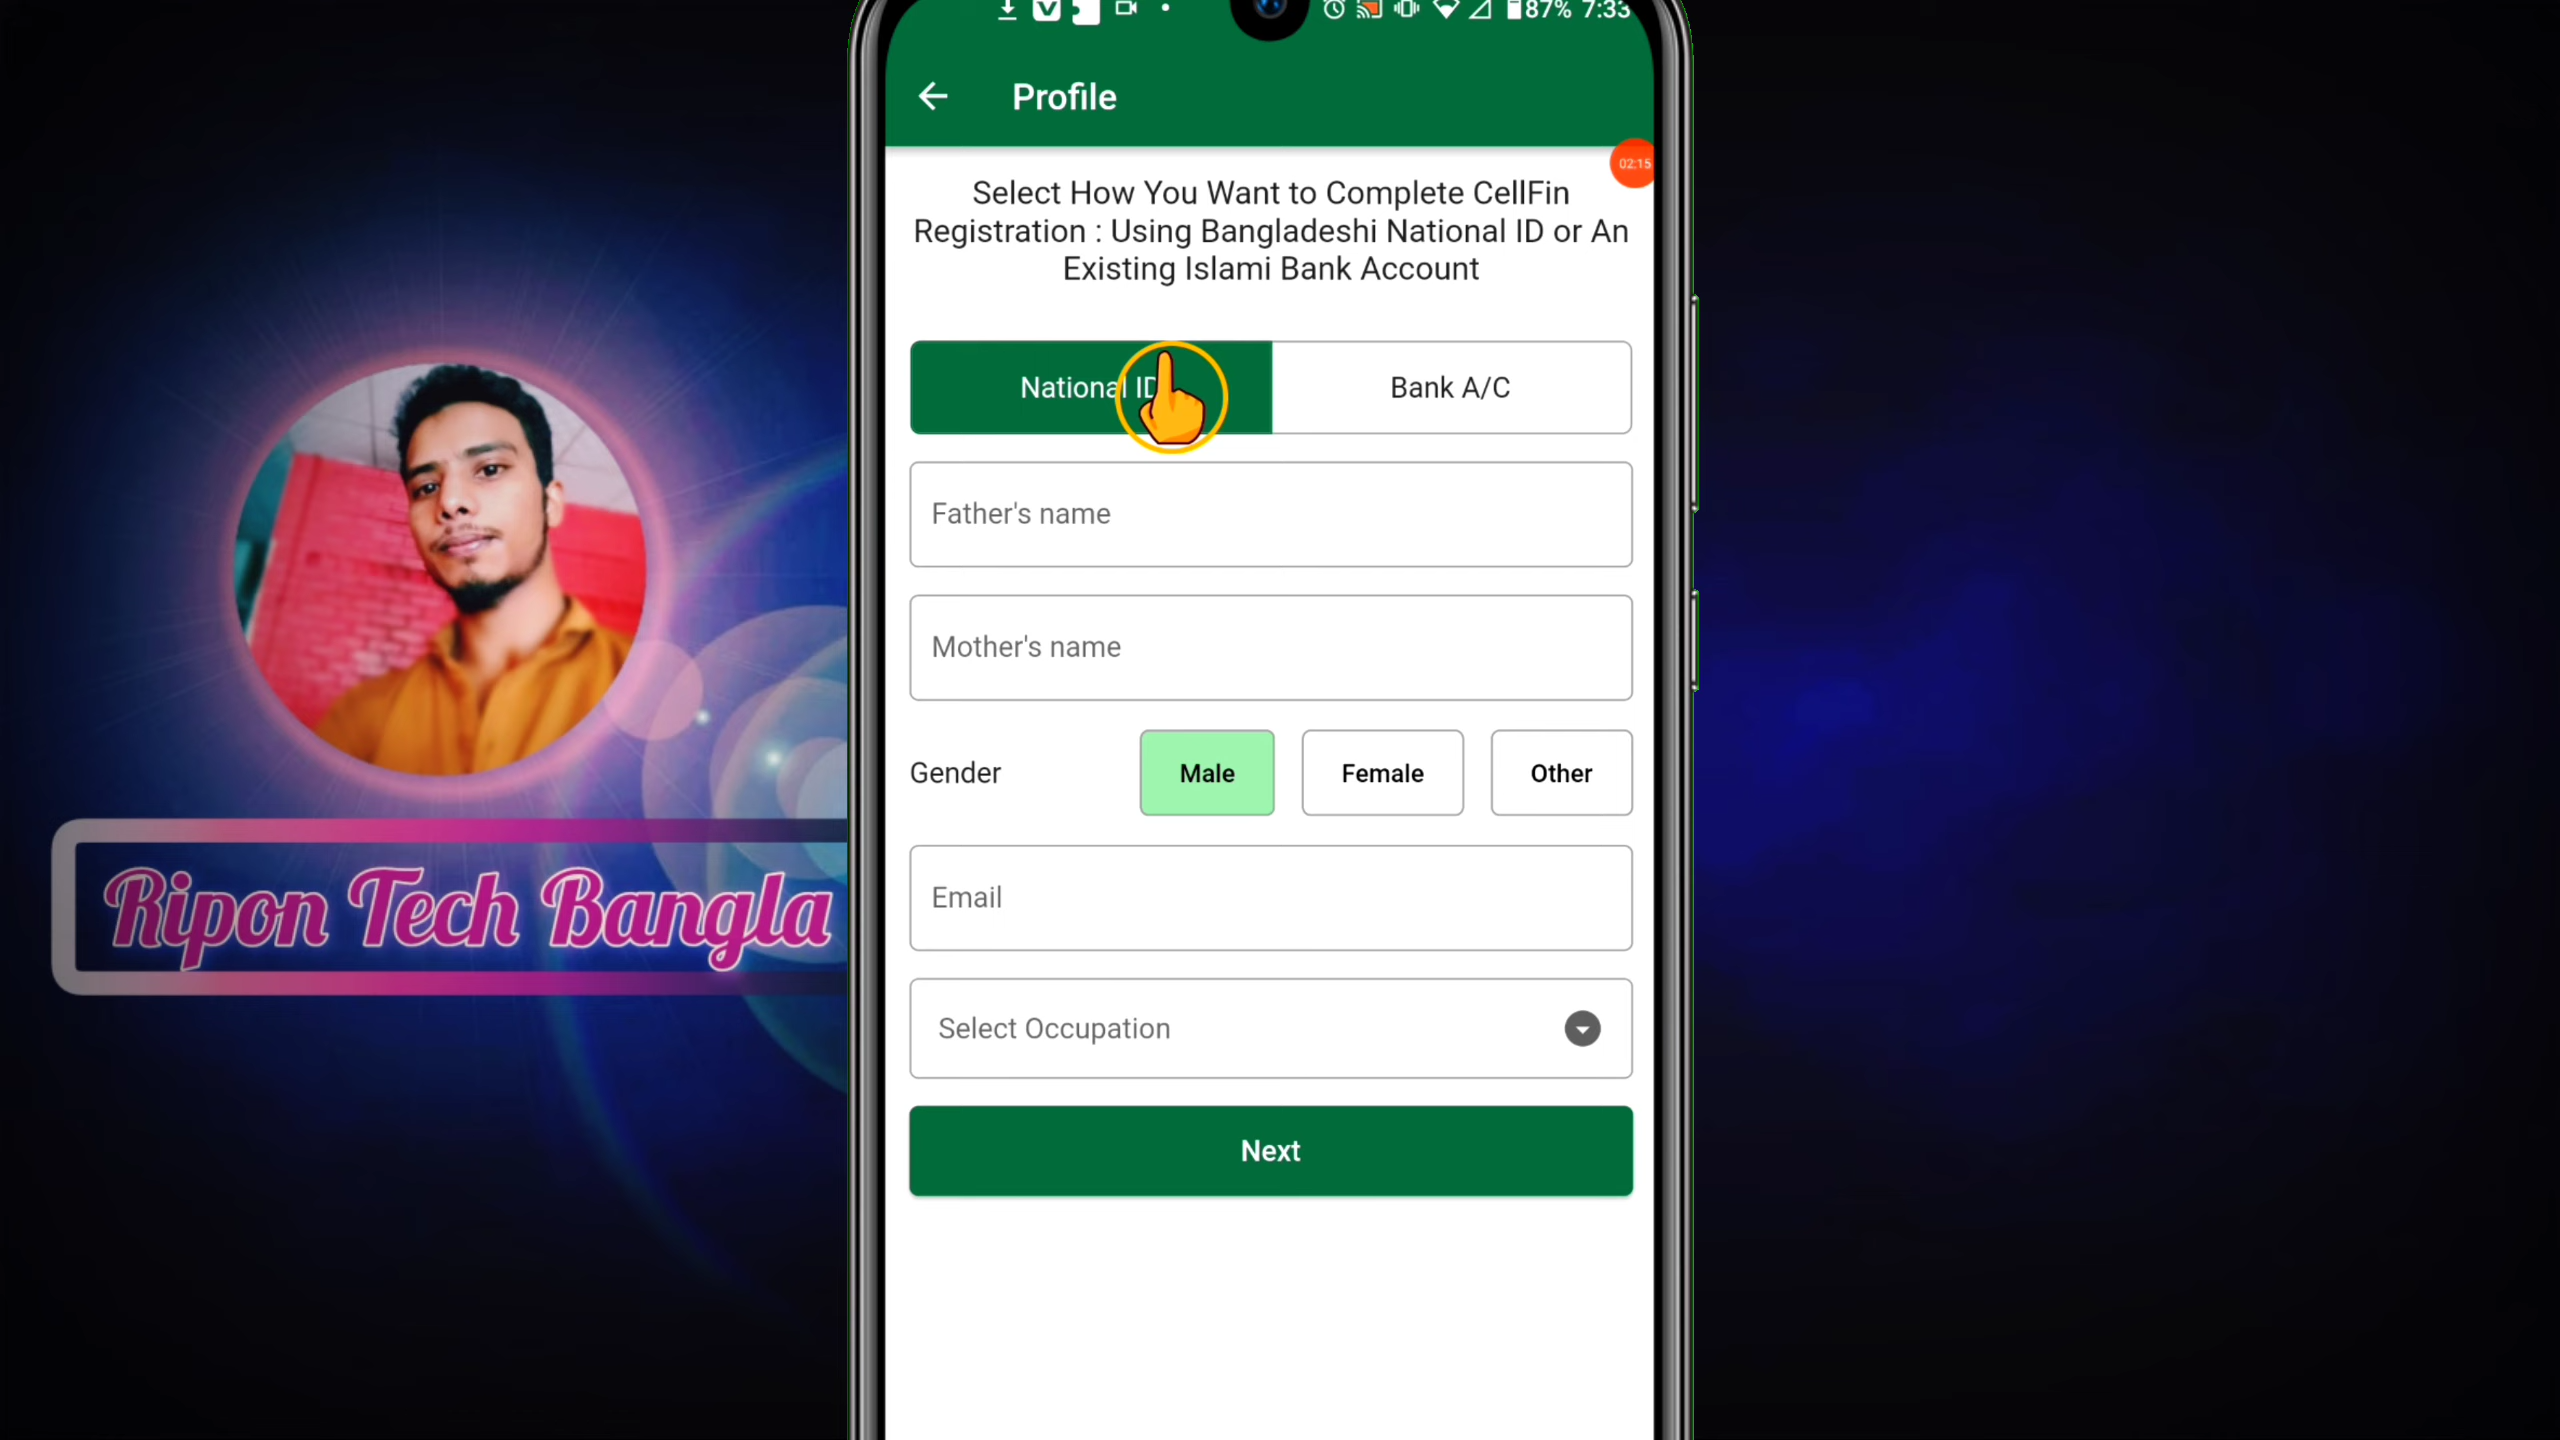 87% 7:33
Profile
02:15
Select How You Want to Complete CellFin
Registration : Using Bangladeshi National ID or An
Existing Islami Bank Account
National ID
Bank A/C
Father's name
Mother's name
Gender
Male
Female
Other
Email
Select Occupation
Next
Ripon Tech Bangla